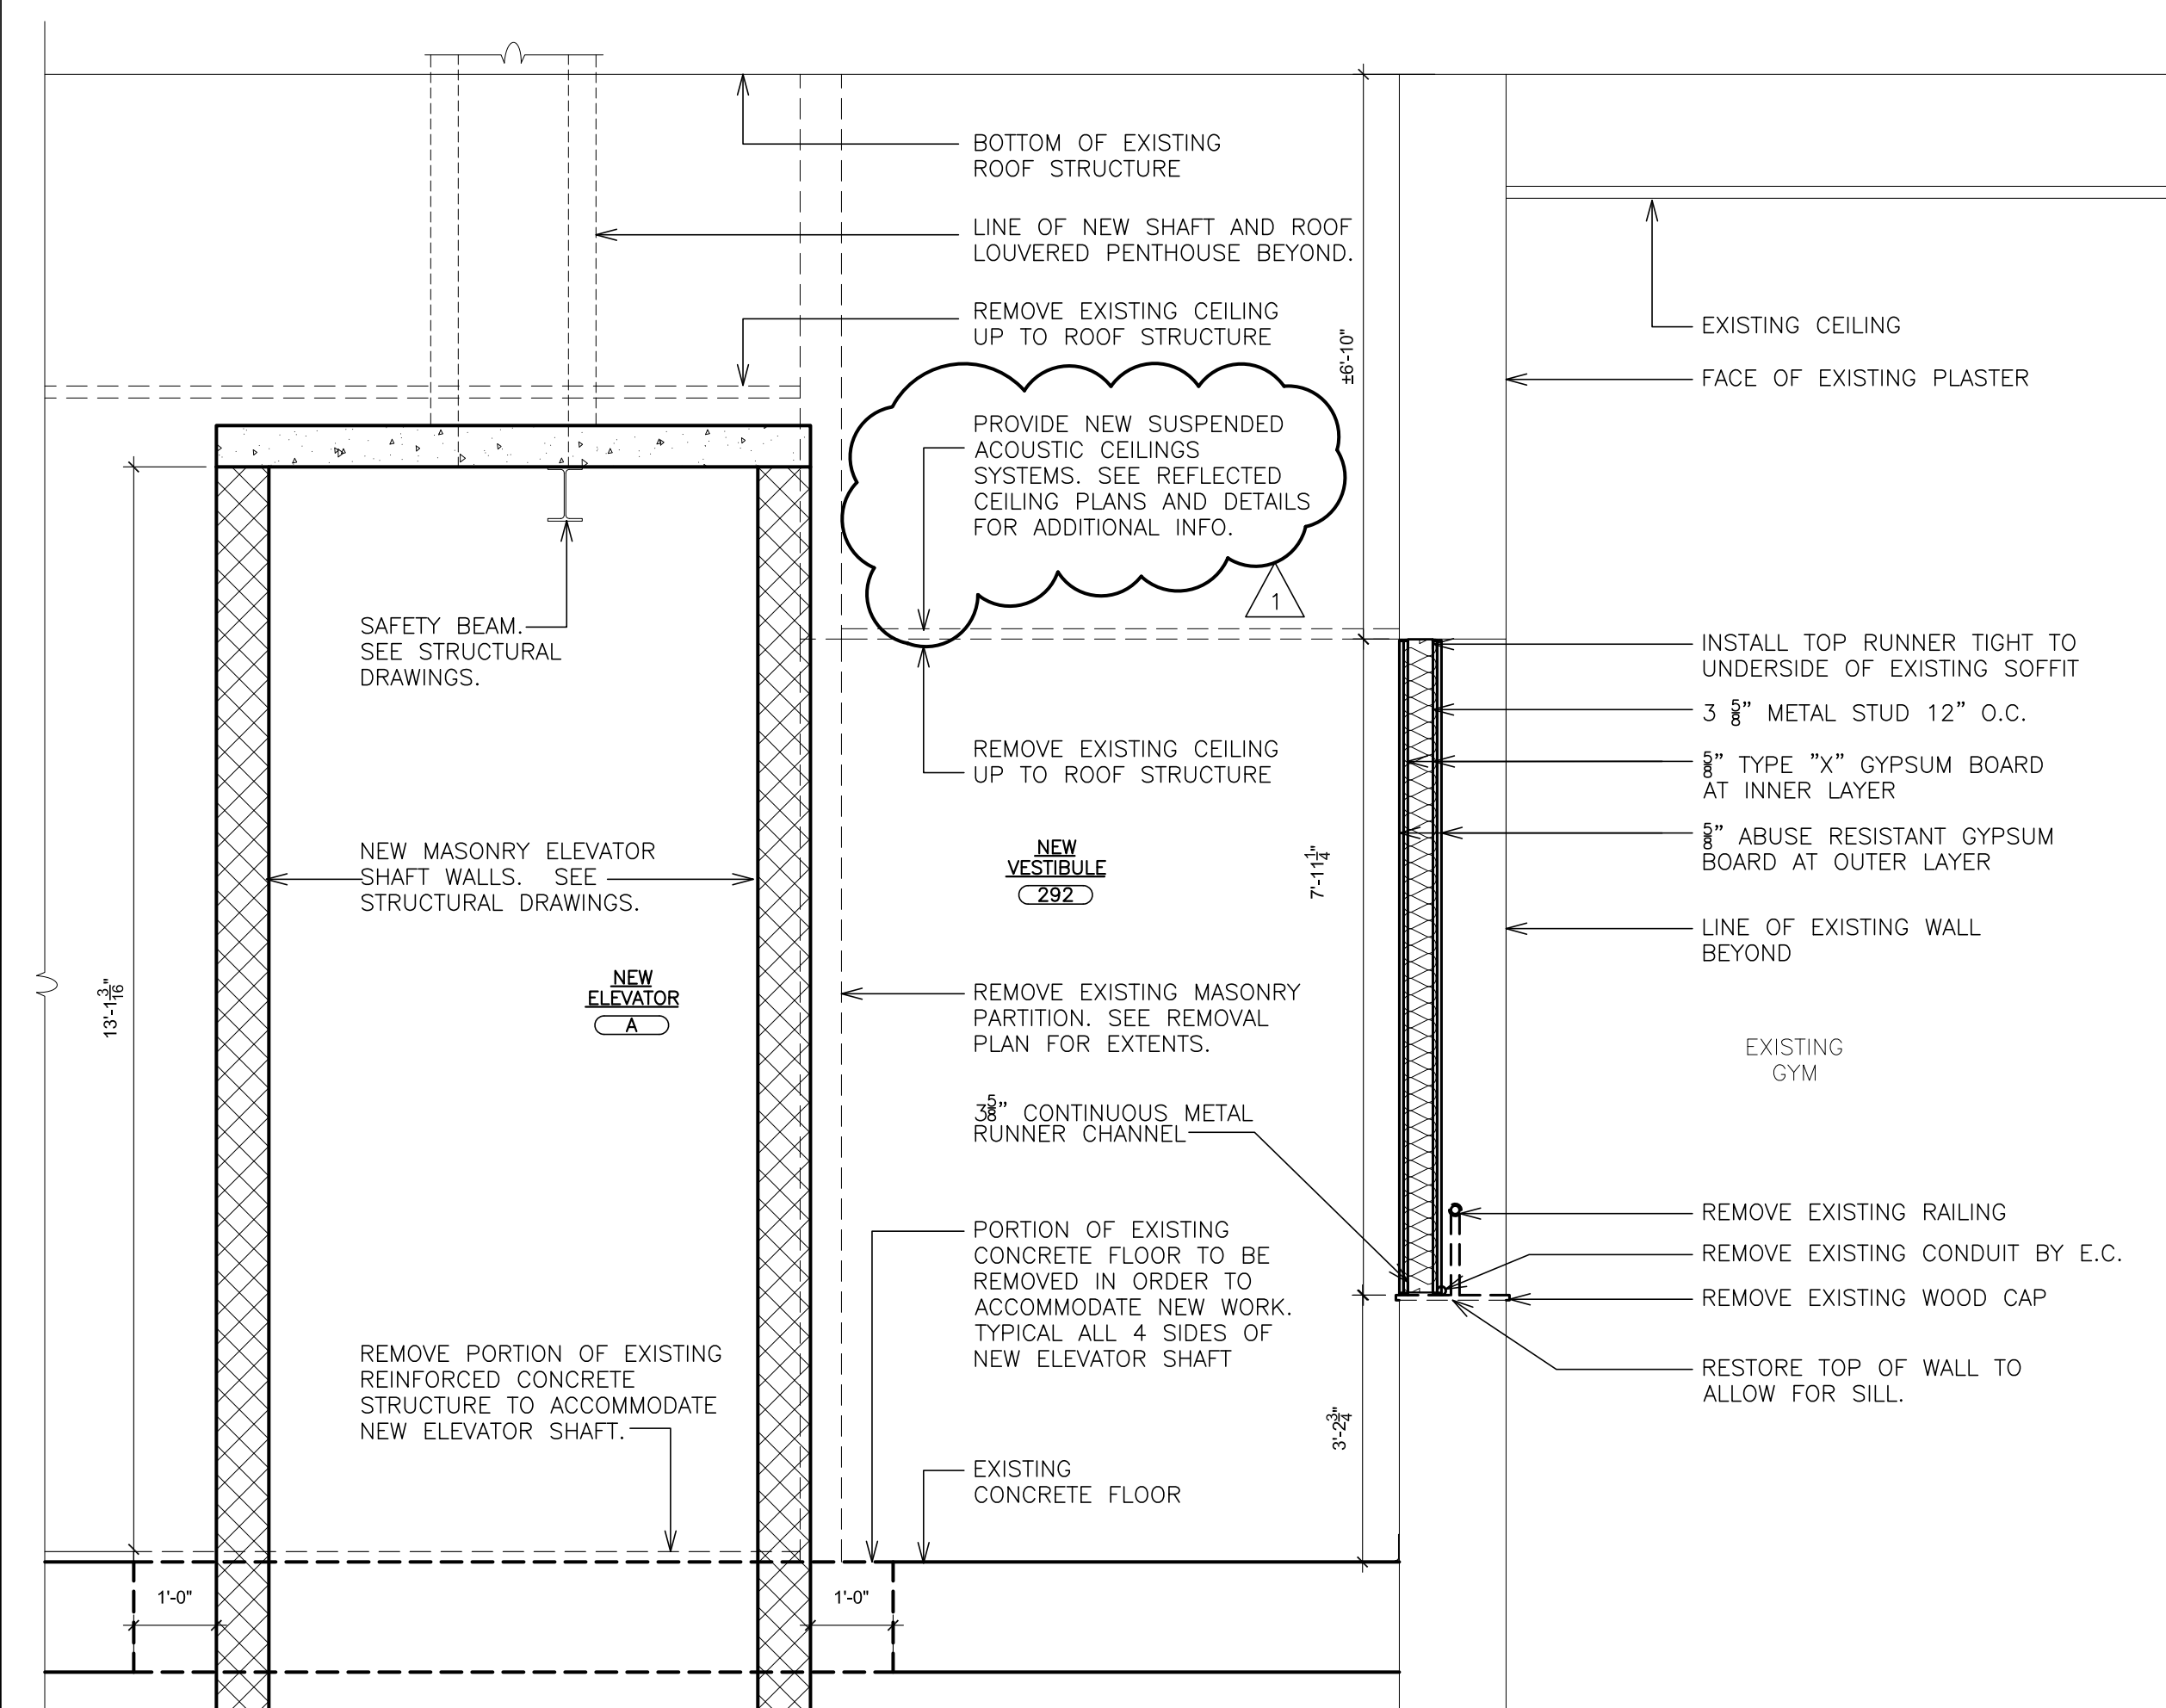 BOTTOM OF EXISTING
ROOF STRUCTURE
LINE OF NEW SHAFT AND ROOF
LOUVERED PENTHOUSE BEYOND.
REMOVE EXISTING CEILING
UP TO ROOF STRUCTURE
±6'-10"
EXISTING CEILING
FACE OF EXISTING PLASTER
PROVIDE NEW SUSPENDED
ACOUSTIC CEILINGS
SYSTEMS. SEE REFLECTED
CEILING PLANS AND DETAILS
FOR ADDITIONAL INFO.
1
SAFETY BEAM.
SEE STRUCTURAL
DRAWINGS.
INSTALL TOP RUNNER TIGHT TO
UNDERSIDE OF EXISTING SOFFIT
3 5/8" METAL STUD 12" O.C.
REMOVE EXISTING CEILING
UP TO ROOF STRUCTURE
5/8" TYPE "X" GYPSUM BOARD
AT INNER LAYER
5/8" ABUSE RESISTANT GYPSUM
BOARD AT OUTER LAYER
NEW MASONRY ELEVATOR
SHAFT WALLS. SEE
STRUCTURAL DRAWINGS.
NEW
VESTIBULE
292
7'-11 1/4"
LINE OF EXISTING WALL
BEYOND
NEW
ELEVATOR
A
13'-1 3/16"
REMOVE EXISTING MASONRY
PARTITION. SEE REMOVAL
PLAN FOR EXTENTS.
EXISTING
GYM
3 5/8" CONTINUOUS METAL
RUNNER CHANNEL
PORTION OF EXISTING
CONCRETE FLOOR TO BE
REMOVED IN ORDER TO
ACCOMMODATE NEW WORK.
TYPICAL ALL 4 SIDES OF
NEW ELEVATOR SHAFT
REMOVE EXISTING RAILING
REMOVE EXISTING CONDUIT BY E.C.
REMOVE EXISTING WOOD CAP
RESTORE TOP OF WALL TO
ALLOW FOR SILL.
REMOVE PORTION OF EXISTING
REINFORCED CONCRETE
STRUCTURE TO ACCOMMODATE
NEW ELEVATOR SHAFT.
3'-2 3/4"
EXISTING
CONCRETE FLOOR
1'-0"
1'-0"